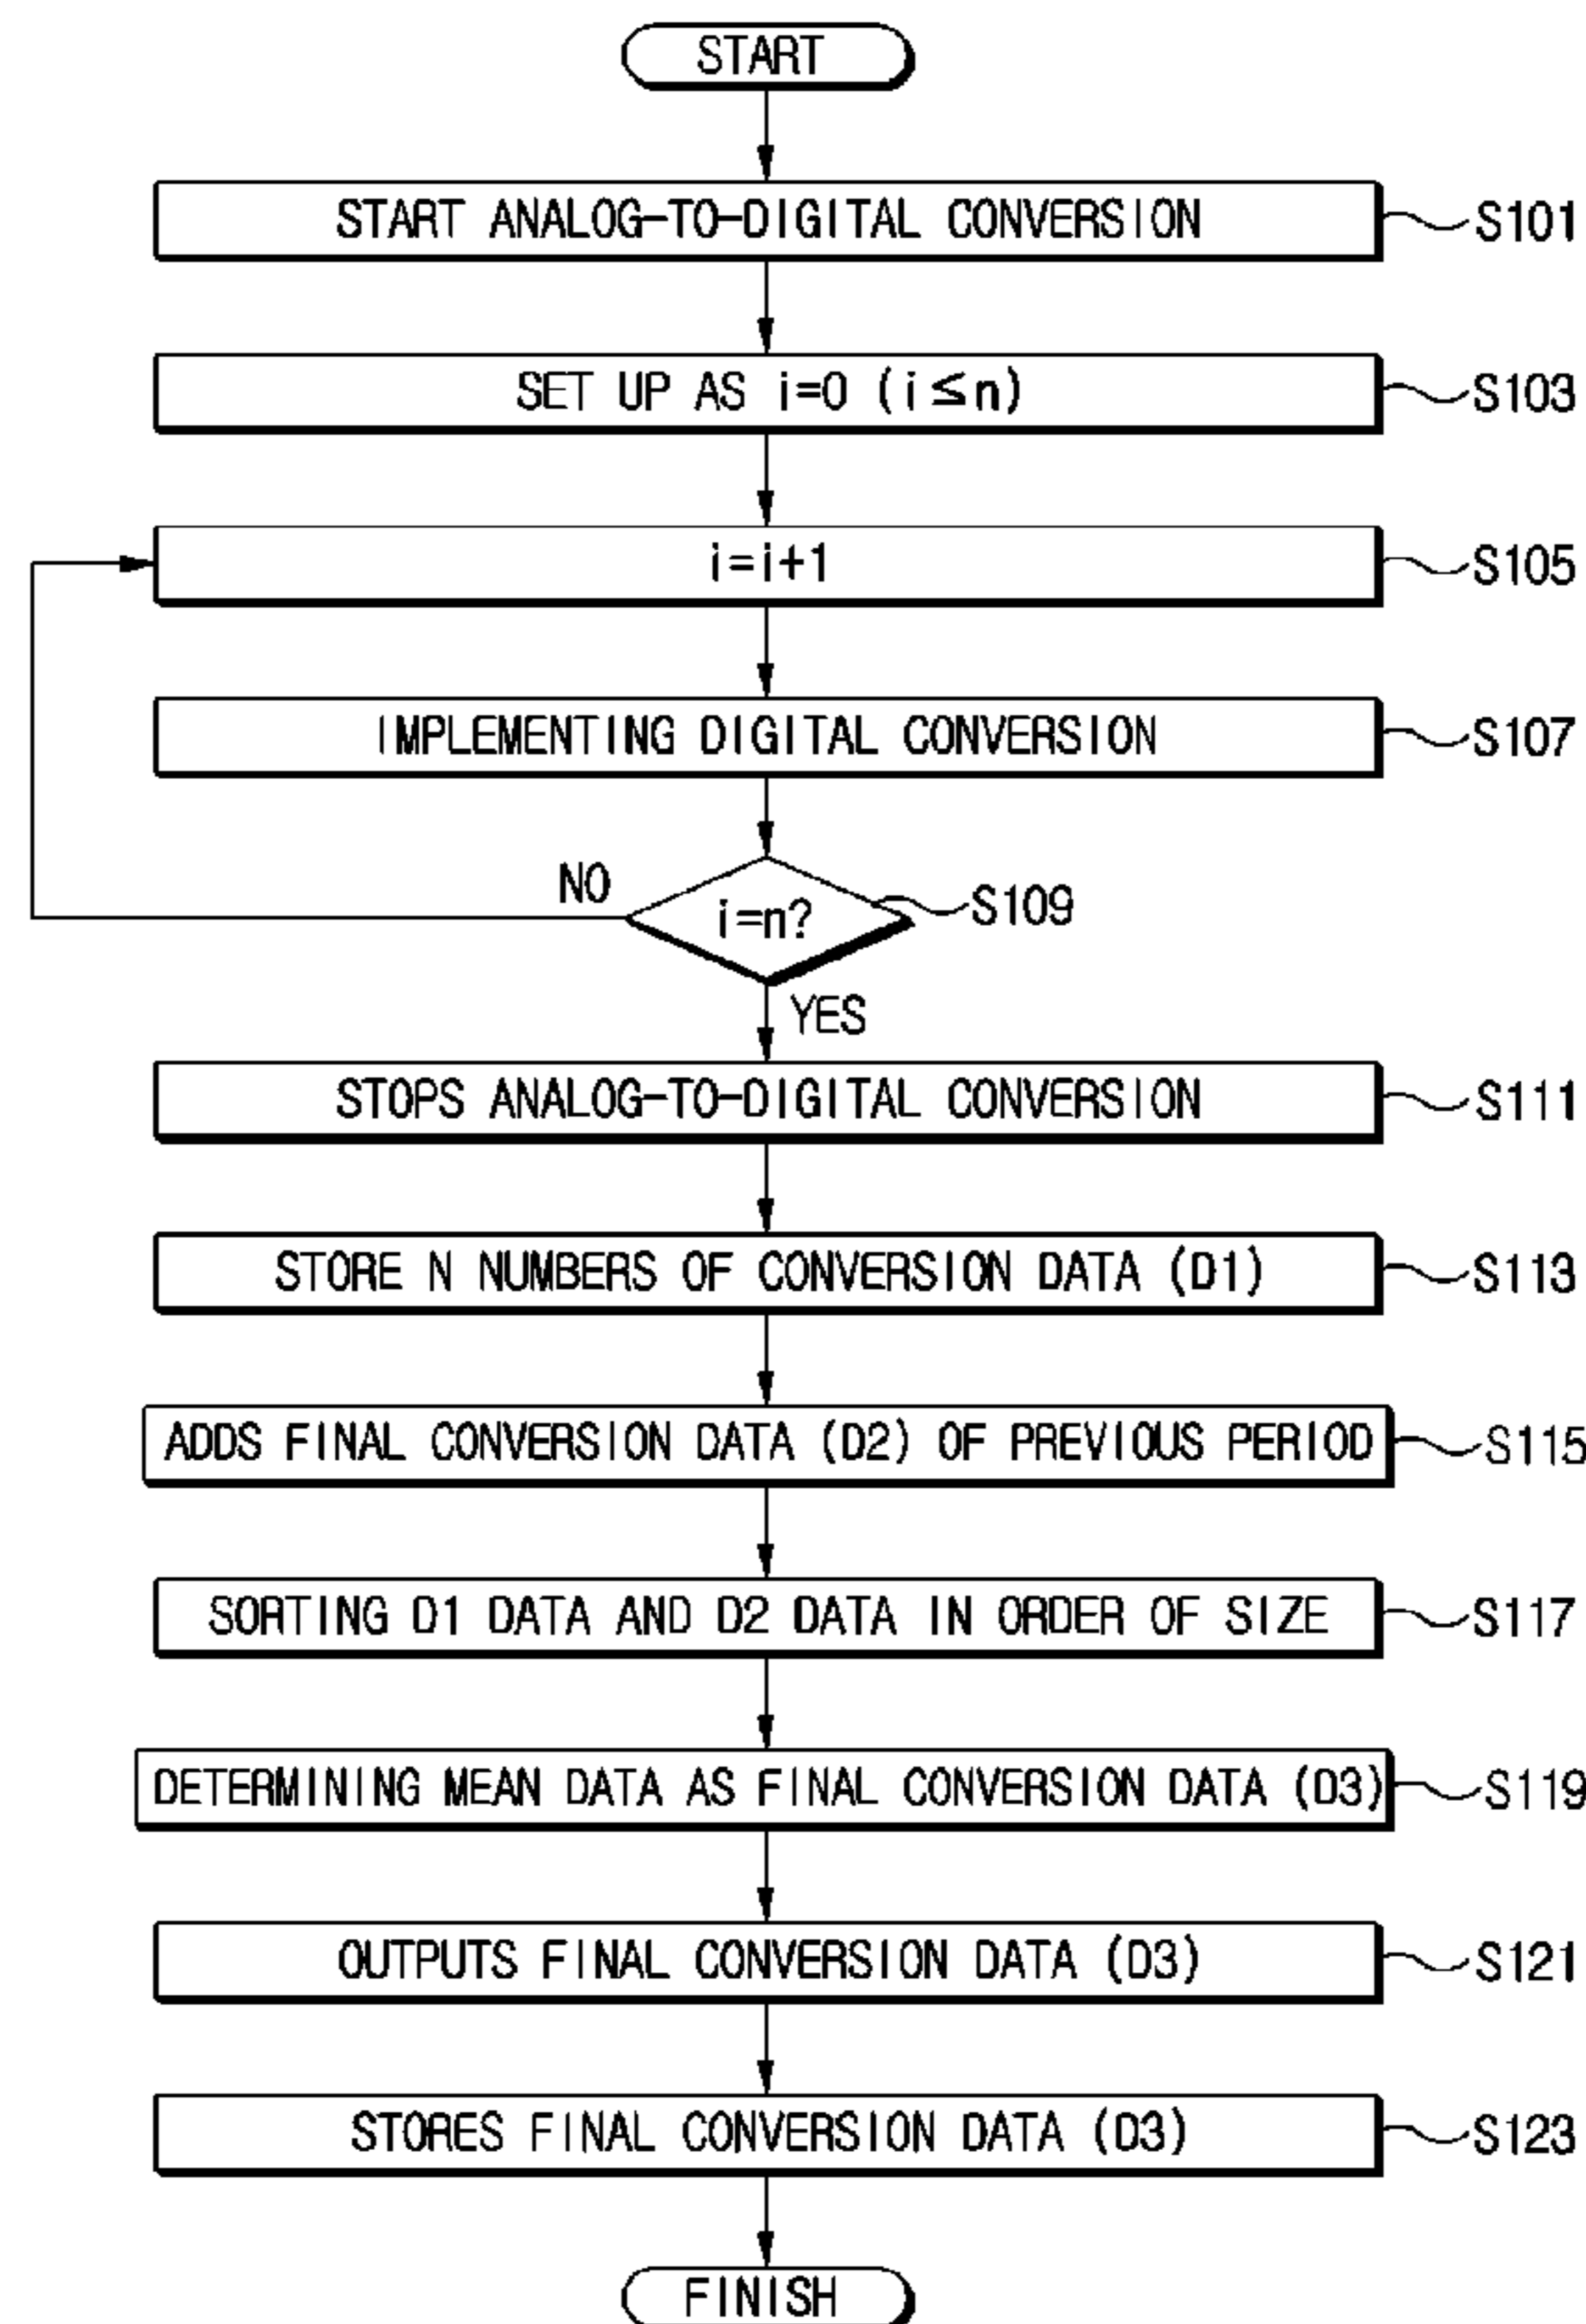 START
START ANALOG-TO-DIGITAL CONVERSION
S101
SET UP AS i=0 (i≤n)
S103
i=i+1
S105
IMPLEMENTING DIGITAL CONVERSION
S107
NO
i=n?
S109
YES
STOPS ANALOG-TO-DIGITAL CONVERSION
S111
STORE N NUMBERS OF CONVERSION DATA (D1)
S113
ADDS FINAL CONVERSION DATA (D2) OF PREVIOUS PERIOD
S115
SORTING D1 DATA AND D2 DATA IN ORDER OF SIZE
S117
DETERMINING MEAN DATA AS FINAL CONVERSION DATA (D3)
S119
OUTPUTS FINAL CONVERSION DATA (D3)
S121
STORES FINAL CONVERSION DATA (D3)
S123
FINISH